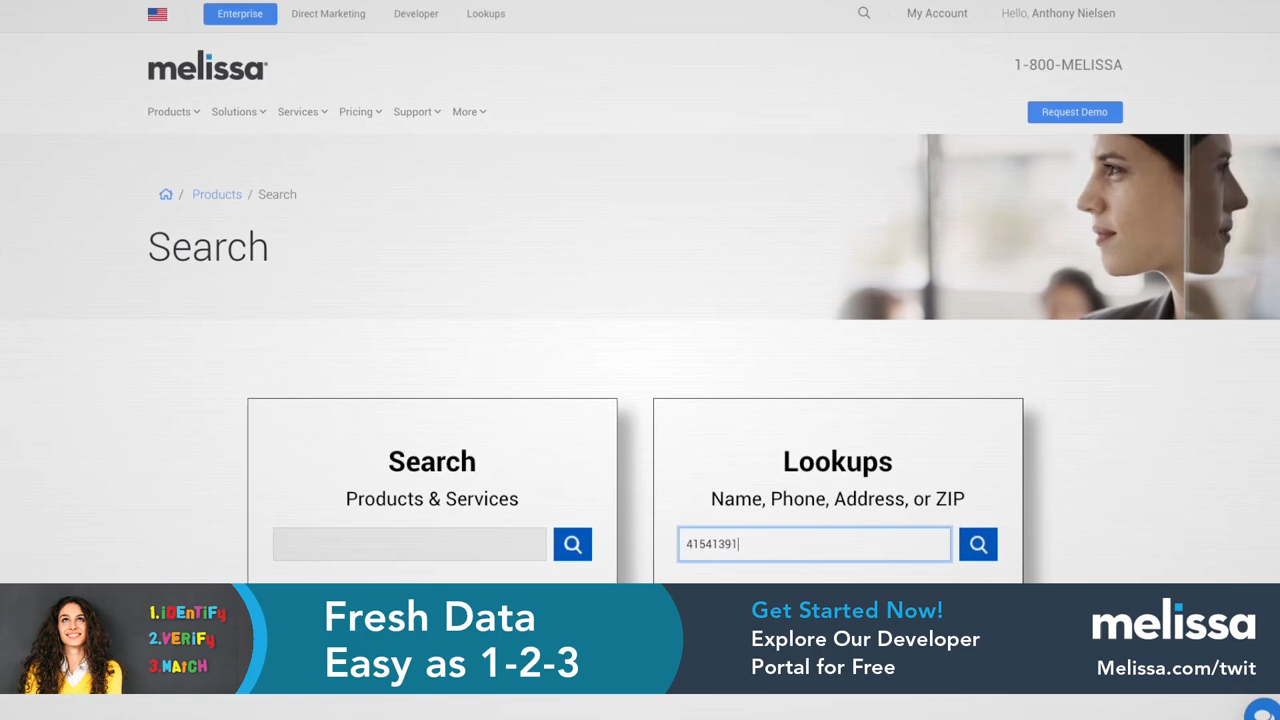 Enterprise
Direct Marketing
Developer
Lookups
My Account
Hello, Anthony Nielsen
melissa
1-800-MELISSA
Products
Solutions
Services
Pricing
Support
More
Request Demo
/ Products / Search
Search
Search
Products & Services
Lookups
Name, Phone, Address, or ZIP
41541391
1.iDEnTiFy
2.VERiFy
3.MAtCH
Fresh Data
Easy as 1-2-3
Get Started Now!
Explore Our Developer
Portal for Free
melissa
Melissa.com/twit